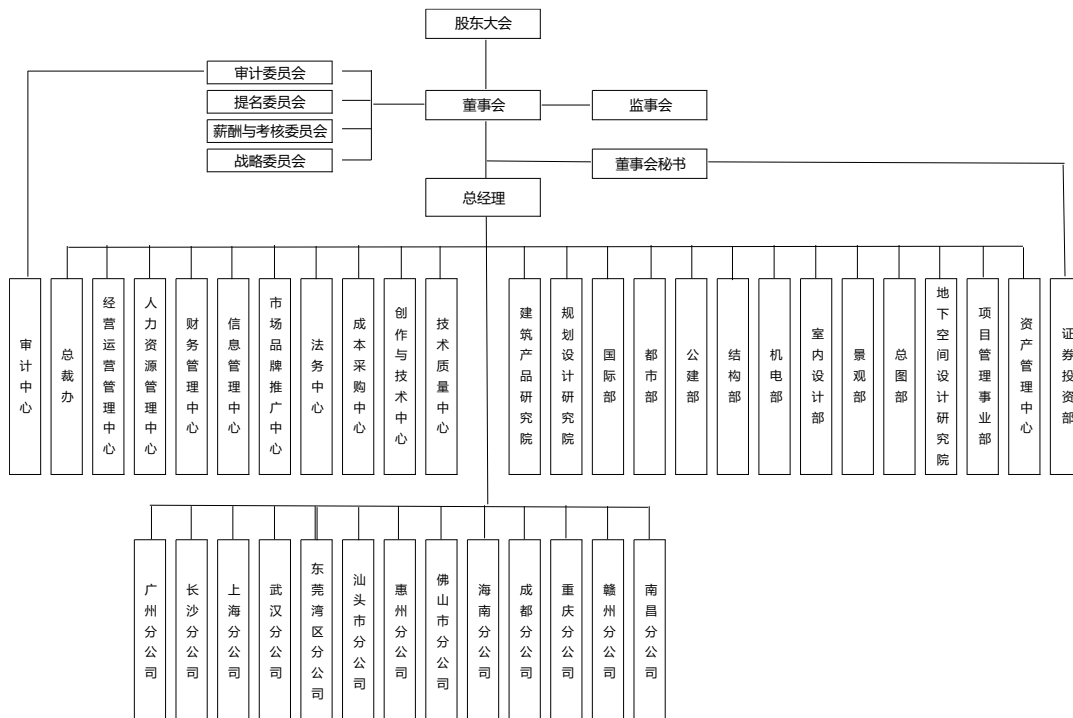 股东大会
审计委员会
提名委员会
薪酬与考核委员会
战略委员会
董事会
监事会
董事会秘书
总经理
审计中心
总裁办
经营运营管理中心
人力资源管理中心
财务管理中心
信息管理中心
市场品牌推广中心
法务中心
成本采购中心
创作与技术中心
技术质量中心
建筑产品研究院
规划设计研究院
国际部
都市部
公建部
结构部
机电部
室内设计部
景观部
总图部
地下空间设计研究院
项目管理事业部
资产管理中心
证券投资部
广州分公司
长沙分公司
上海分公司
武汉分公司
东莞湾区分公司
汕头市分公司
惠州分公司
佛山市分公司
海南分公司
成都分公司
重庆分公司
赣州分公司
南昌分公司